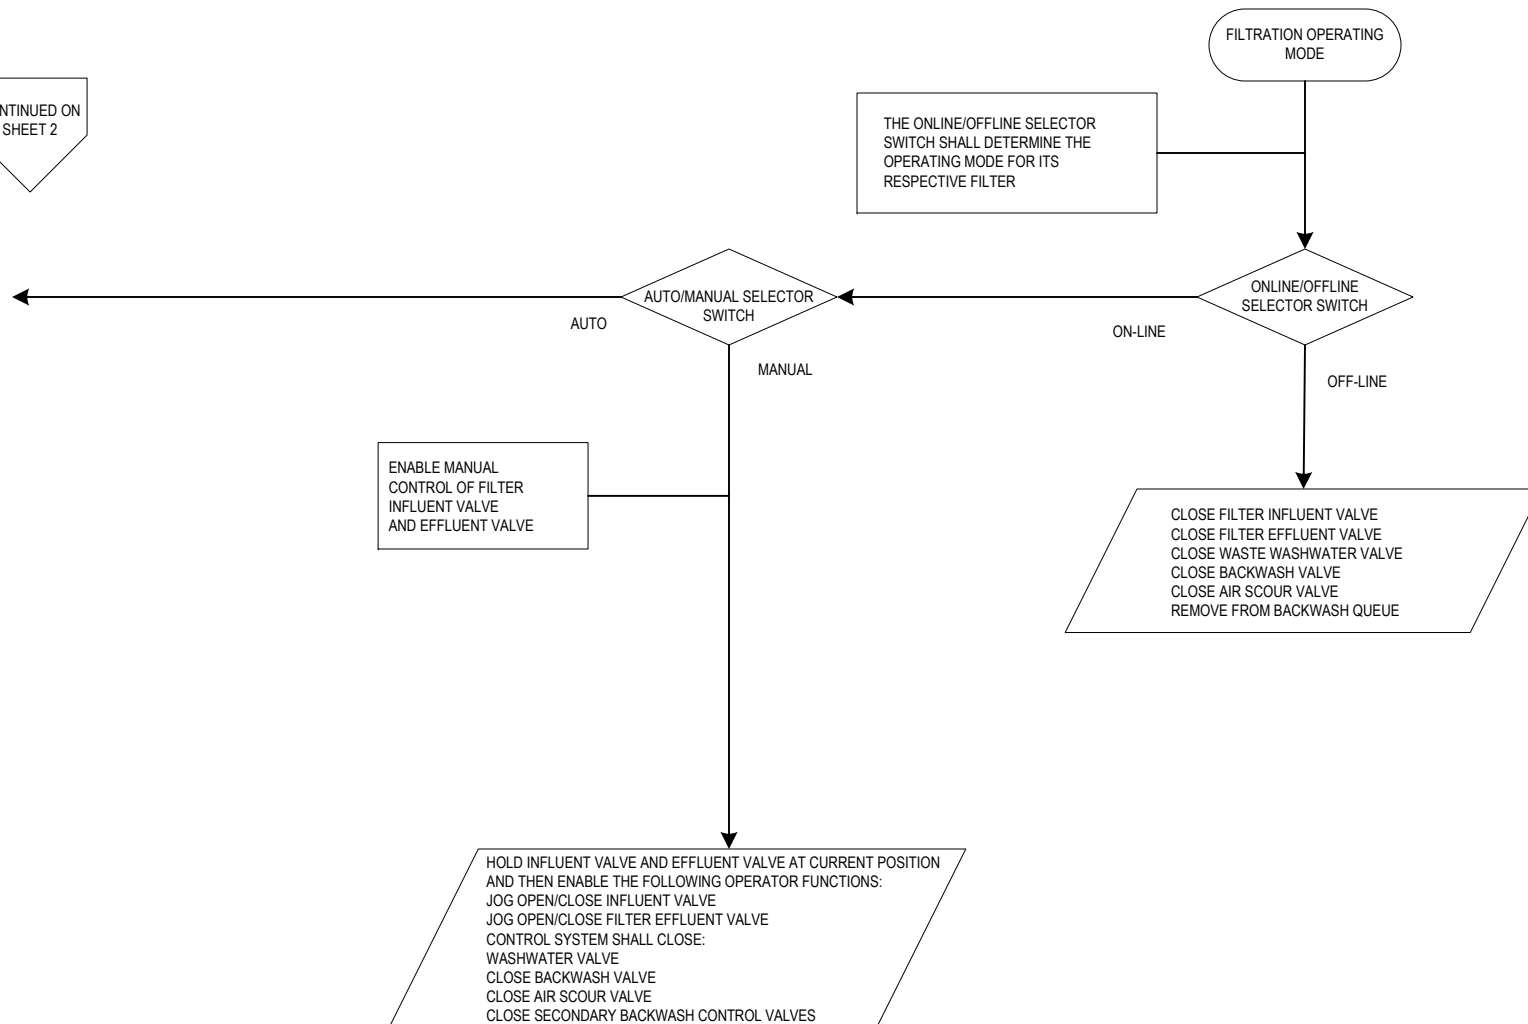 FILTRATION OPERATING
MODE
NTINUED ON
SHEET 2
THE ONLINE/OFFLINE SELECTOR
SWITCH SHALL DETERMINE THE
OPERATING MODE FOR ITS
RESPECTIVE FILTER
ONLINE/OFFLINE
SELECTOR SWITCH
AUTO/MANUAL SELECTOR
SWITCH
AUTO
ON-LINE
MANUAL
OFF-LINE
ENABLE MANUAL
CONTROL OF FILTER
INFLUENT VALVE
AND EFFLUENT VALVE
CLOSE FILTER INFLUENT VALVE
CLOSE FILTER EFFLUENT VALVE
CLOSE WASTE WASHWATER VALVE
CLOSE BACKWASH VALVE
CLOSE AIR SCOUR VALVE
REMOVE FROM BACKWASH QUEUE
HOLD INFLUENT VALVE AND EFFLUENT VALVE AT CURRENT POSITION
AND THEN ENABLE THE FOLLOWING OPERATOR FUNCTIONS:
JOG OPEN/CLOSE INFLUENT VALVE
JOG OPEN/CLOSE FILTER EFFLUENT VALVE
CONTROL SYSTEM SHALL CLOSE:
WASHWATER VALVE
CLOSE BACKWASH VALVE
CLOSE AIR SCOUR VALVE
CLOSE SECONDARY BACKWASH CONTROL VALVES